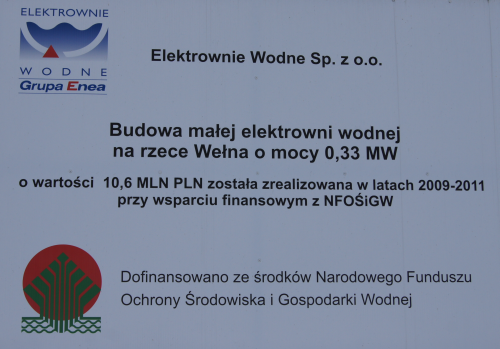 ELEKTROWNIE
WODNE
Grupa Enea
Elektrownie Wodne Sp. z o.o.
Budowa małej elektrowni wodnej
na rzece Wełna o mocy 0,33 MW
o wartości 10,6 MLN PLN została zrealizowana w latach 2009-2011
przy wsparciu finansowym z NFOŚiGW
Dofinansowano ze środków Narodowego Funduszu
Ochrony Środowiska i Gospodarki Wodnej